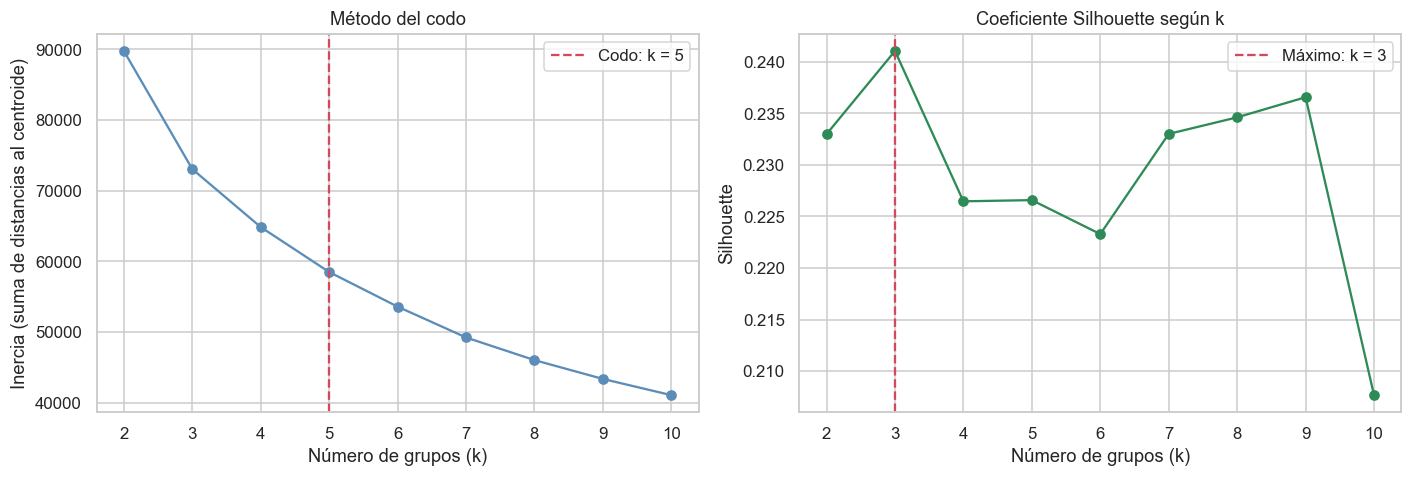 Método del codo
Codo: k = 5
Inercia (suma de distancias al centroide)
90000
80000
70000
60000
50000
40000
2 3 4 5 6 7 8 9 10
Número de grupos (k)
Coeficiente Silhouette según k
Máximo: k = 3
Silhouette
0.240
0.235
0.230
0.225
0.220
0.215
0.210
2 3 4 5 6 7 8 9 10
Número de grupos (k)